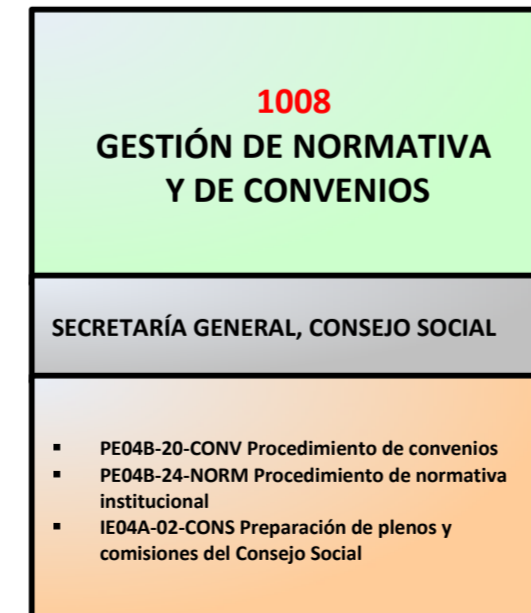 1008
GESTIÓN DE NORMATIVA
Y DE CONVENIOS
SECRETARÍA GENERAL, CONSEJO SOCIAL
▪ PE04B-20-CONV Procedimiento de convenios
▪ PE04B-24-NORM Procedimiento de normativa
institucional
▪ IE04A-02-CONS Preparación de plenos y
comisiones del Consejo Social